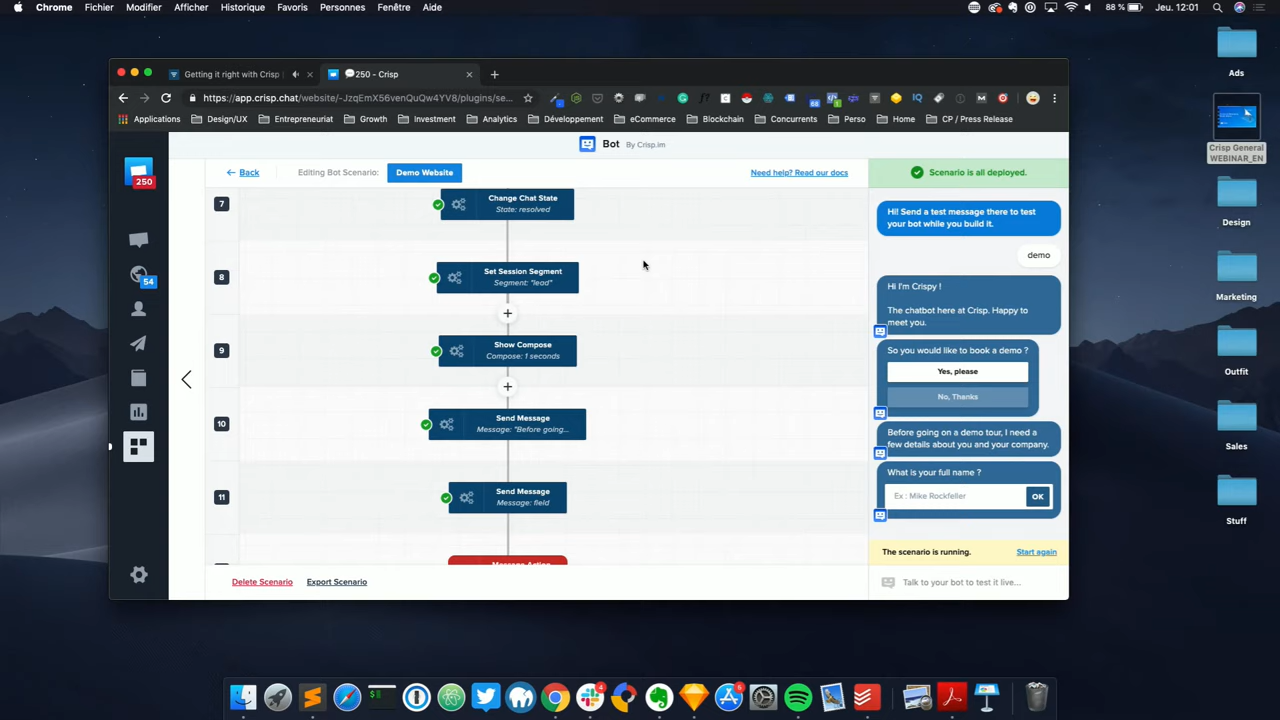 Chrome Fichier Modifier Afficher Historique Favoris Personnes Fenêtre Aide 88 % Jeu. 12:01
Getting it right with Crisp
250 - Crisp
https://app.crisp.chat/website/-JzqEmX56venQuQw4YV8/plugins/se...
Applications Design/UX Entrepreneuriat Growth Investment Analytics Développement eCommerce Blockchain Concurrents Perso Home CP / Press Release
Bot By Crisp.im
Back Editing Bot Scenario: Demo Website Need help? Read our docs
Scenario is all deployed.
250
54
7
Change Chat State
State: resolved
8
Set Session Segment
Segment: "lead"
9
Show Compose
Compose: 1 seconds
10
Send Message
Message: "Before going...
11
Send Message
Message: field
Delete Scenario Export Scenario
Hi! Send a test message there to test
your bot while you build it.
demo
Hi I'm Crispy !
The chatbot here at Crisp. Happy to
meet you.
So you would like to book a demo ?
Yes, please
No, Thanks
Before going on a demo tour, I need a
few details about you and your company.
What is your full name ?
Ex : Mike Rockfeller OK
The scenario is running. Start again
Talk to your bot to test it live...
Ads
Crisp General
WEBINAR_EN
Design
Marketing
Outfit
Sales
Stuff